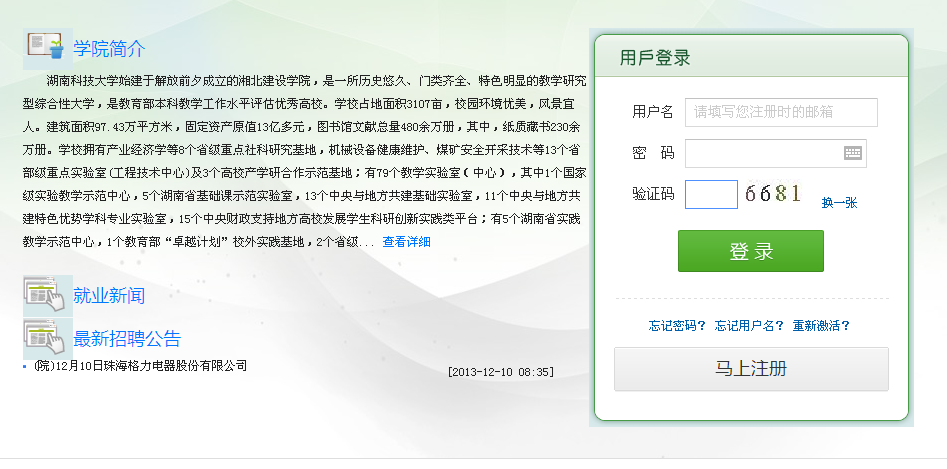 学院简介
湖南科技大学始建于解放前夕成立的湘北建设学院，是一所历史悠久、门类齐全、特色明显的教学研究
型综合性大学，是教育部本科教学工作水平评估优秀高校。学校占地面积3107亩，校园环境优美，风景宜
人。建筑面积97.43万平方米，固定资产原值13亿多元，图书馆文献总量480余万册，其中，纸质藏书230余
万册。学校拥有产业经济学等8个省级重点社科研究基地，机械设备健康维护、煤矿安全开采技术等13个省
部级重点实验室(工程技术中心)及3个高校产学研合作示范基地；有79个教学实验室（中心），其中1个国家
级实验教学示范中心，5个湖南省基础课示范实验室，13个中央与地方共建基础实验室，11个中央与地方共
建特色优势学科专业实验室，15个中央财政支持地方高校发展学生科研创新实践类平台；有5个湖南省实践
教学示范中心，1个教育部“卓越计划”校外实践基地，2个省级... 查看详细
就业新闻
最新招聘公告
(院)12月10日珠海格力电器股份有限公司 [2013-12-10 08:35]
用戶登录
用户名 请填写您注册时的邮箱
密 码
验证码 6681 换一张
登 录
忘记密码? 忘记用户名? 重新激活?
马上注册